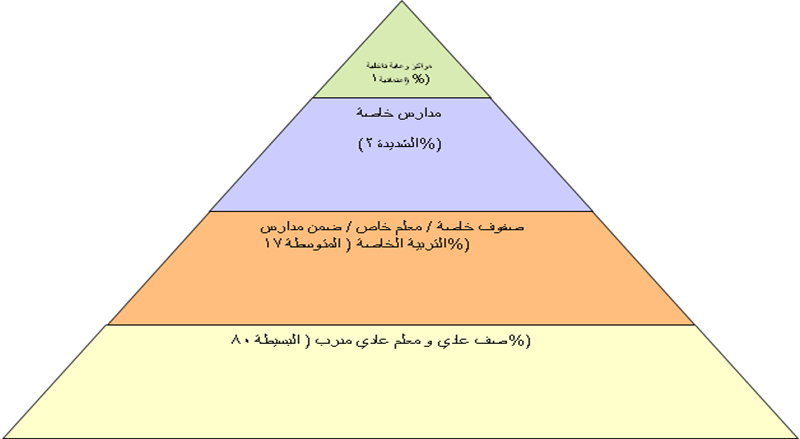 مراكز رعاية داخلية
(اعتمادية ١%)
مدارس خاصة
(الشديدة ٢%)
صفوف خاصة / معلم خاص / ضمن مدارس
التربية الخاصة ( المتوسطة ١٧%)
صف عادي و معلم عادي مدرب ( البسيطة ٨٠%)